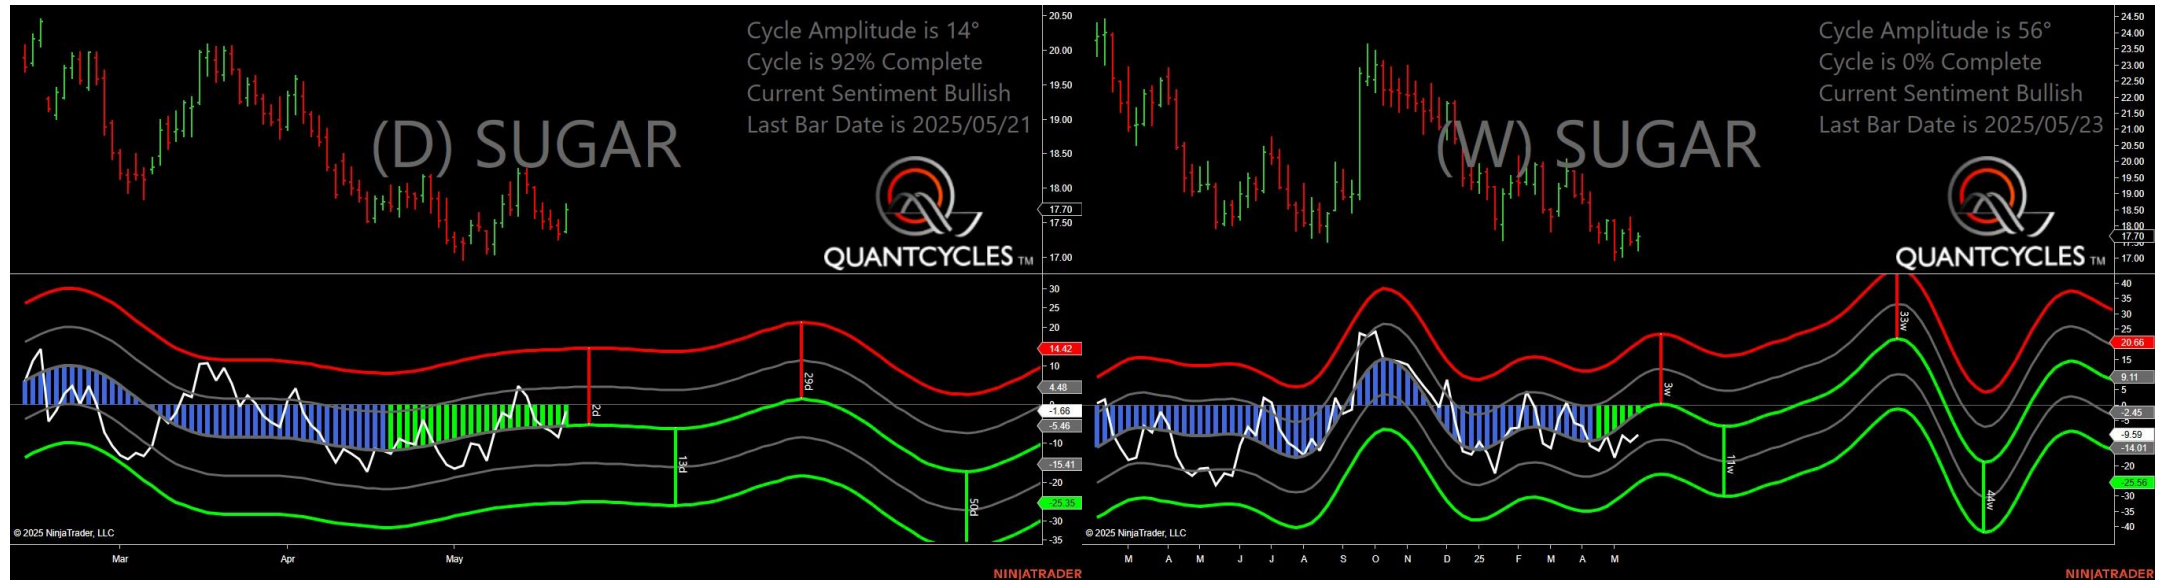 Cycle Amplitude is 14°
Cycle is 92% Complete
Current Sentiment Bullish
Last Bar Date is 2025/05/21
(D) SUGAR
QUANTCYCLES TM
20.50
20.00
19.50
19.00
18.50
18.00
17.70
17.50
17.00
30
25
20
14.42
10
4.48
-1.66
-5.46
-10
-15.41
-20
-25.35
-30
-35
2d
13d
29d
50d
© 2025 NinjaTrader, LLC
Mar Apr May
NINJATRADER
Cycle Amplitude is 56°
Cycle is 0% Complete
Current Sentiment Bullish
Last Bar Date is 2025/05/23
(W) SUGAR
QUANTCYCLES TM
24.50
24.00
23.50
23.00
22.50
22.00
21.50
21.00
20.50
20.00
19.50
19.00
18.50
18.00
17.70
17.00
40
35
30
25
20.66
15
9.11
5
-2.45
-5
-9.59
-14.01
-20
-25.56
-30
-35
-40
3w
11w
33w
44w
© 2025 NinjaTrader, LLC
M A M J J A S O N D 25 F M A M
NINJATRADER